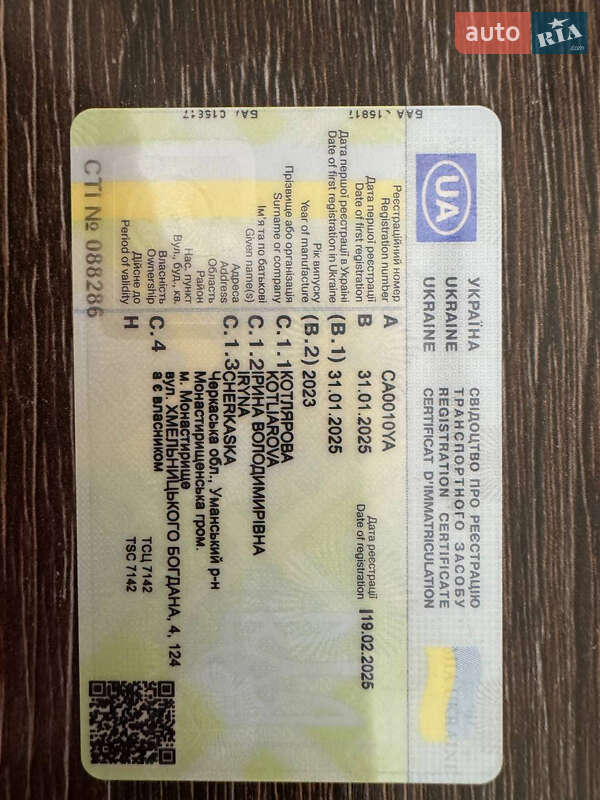 auto RIA.com
UA
УКРАЇНА
UKRAINE
UKRAINE
СВІДОЦТВО ПРО РЕЄСТРАЦІЮ
ТРАНСПОРТНОГО ЗАСОБУ
REGISTRATION CERTIFICATE
CERTIFICAT D'IMMATRICULATION
Реєстраційний номер A CA0010YA
Registration number
Дата першої реєстрації B 31.01.2025 Дата реєстрації 19.02.2025
Date of first registration Date of registration
Дата першої реєстрації в Україні (B.1) 31.01.2025
Date of first registration in Ukraine
Рік випуску (B.2) 2023
Year of manufacture
Прізвище або організація C.1.1 КОТЛЯРОВА
Surname or company KOTLIAROVA
Ім'я та по батькові C.1.2 ІРИНА ВОЛОДИМИРІВНА
Given name(s) IRYNA
Адреса C.1.3 CHERKASKA
Address
Область Черкаська обл., Уманський р-н
Район Монастирищенська гром.
Нас. пункт м. Монастирище
Вул., буд., кв. вул. ХМЕЛЬНИЦЬКОГО БОГДАНА, 4, 124
Власність C.4 а є власником
Ownership
Дійсне до H ТСЦ 7142
Period of validity TSC 7142
СТІ № 088286